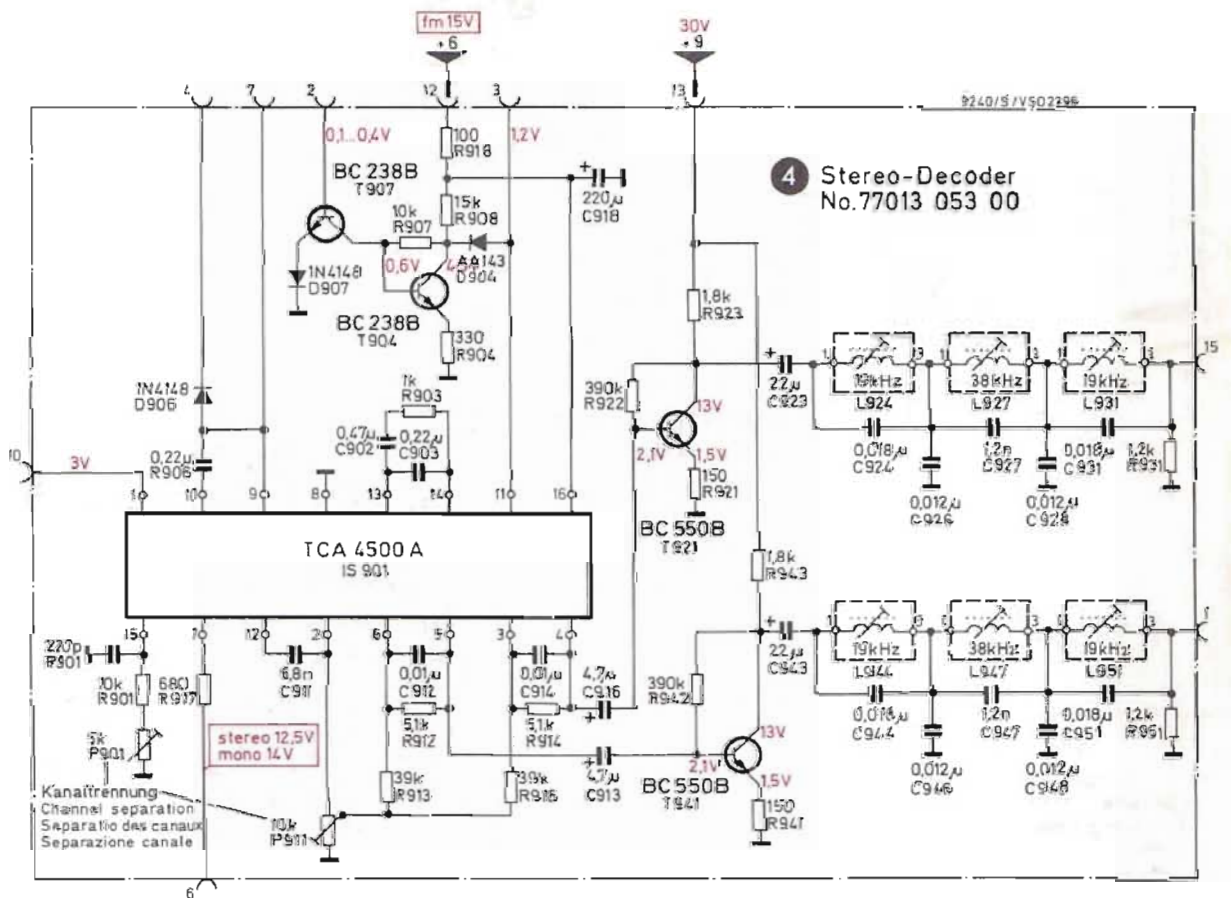 fm 15V
+6
30V
+9
4
7
2
12
3
13
9240/S/VS02296
0,1...0,4V
100
R918
1,2V
4 Stereo-Decoder
No.77013 053 00
BC 238B
T907
15k
R908
220µ
C918
10k
R907
1N4148
D907
0,6V
AA143
D904
BC 238B
T904
330
R904
1,8k
R923
1k
R903
1N4148
D906
390k
R922
22µ
C923
19kHz
L924
38kHz
L927
19kHz
L931
15
13V
0,47µ
C902
0,22µ
C903
2,1V
1,5V
0,018µ
C924
1,2n
C927
0,018µ
C931
1,2k
R931
10
3V
0,22µ
R906
150
R921
0,012µ
C926
0,012µ
C928
1
10
9
8
13
14
11
16
BC 550B
T921
TCA 4500 A
IS 901
1,8k
R943
15
7
12
2
6
5
3
4
22µ
C943
19kHz
L944
38kHz
L947
19kHz
L951
220p
10k
R901
680
R917
6,8n
C911
0,01µ
C912
0,01µ
C914
4,7µ
C916
390k
R942
0,018µ
C944
1,2n
C947
0,018µ
C951
1,2k
R951
5,1k
R912
5,1k
R914
5k
P901
stereo 12,5V
mono 14V
13V
4,7µ
C913
2,1V
1,5V
0,012µ
C946
0,012µ
C948
BC 550B
T941
39k
R913
39k
R916
150
R941
Kanaltrennung
Channel separation
Separatio des canaux
Separazione canale
10k
P911
6